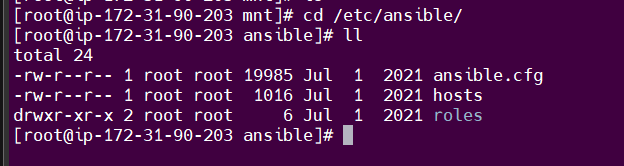 [root@ip-172-31-90-203 mnt]# cd /etc/ansible/
[root@ip-172-31-90-203 ansible]# ll
total 24
-rw-r--r-- 1 root root 19985 Jul  1  2021 ansible.cfg
-rw-r--r-- 1 root root  1016 Jul  1  2021 hosts
drwxr-xr-x 2 root root     6 Jul  1  2021 roles
[root@ip-172-31-90-203 ansible]#